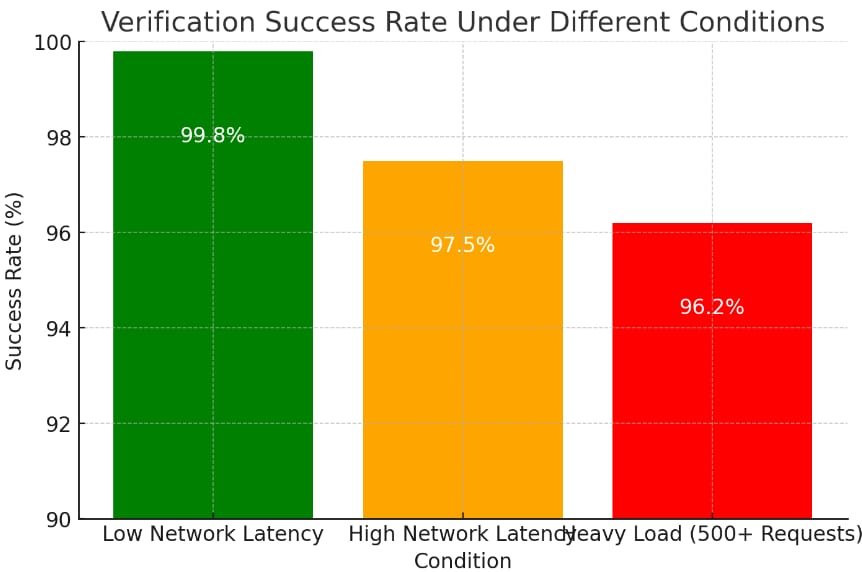 Verification Success Rate Under Different Conditions
100
98
96
94
92
90
Success Rate (%)
99.8%
97.5%
96.2%
Low Network Latency
High Network Latency
Heavy Load (500+ Requests)
Condition